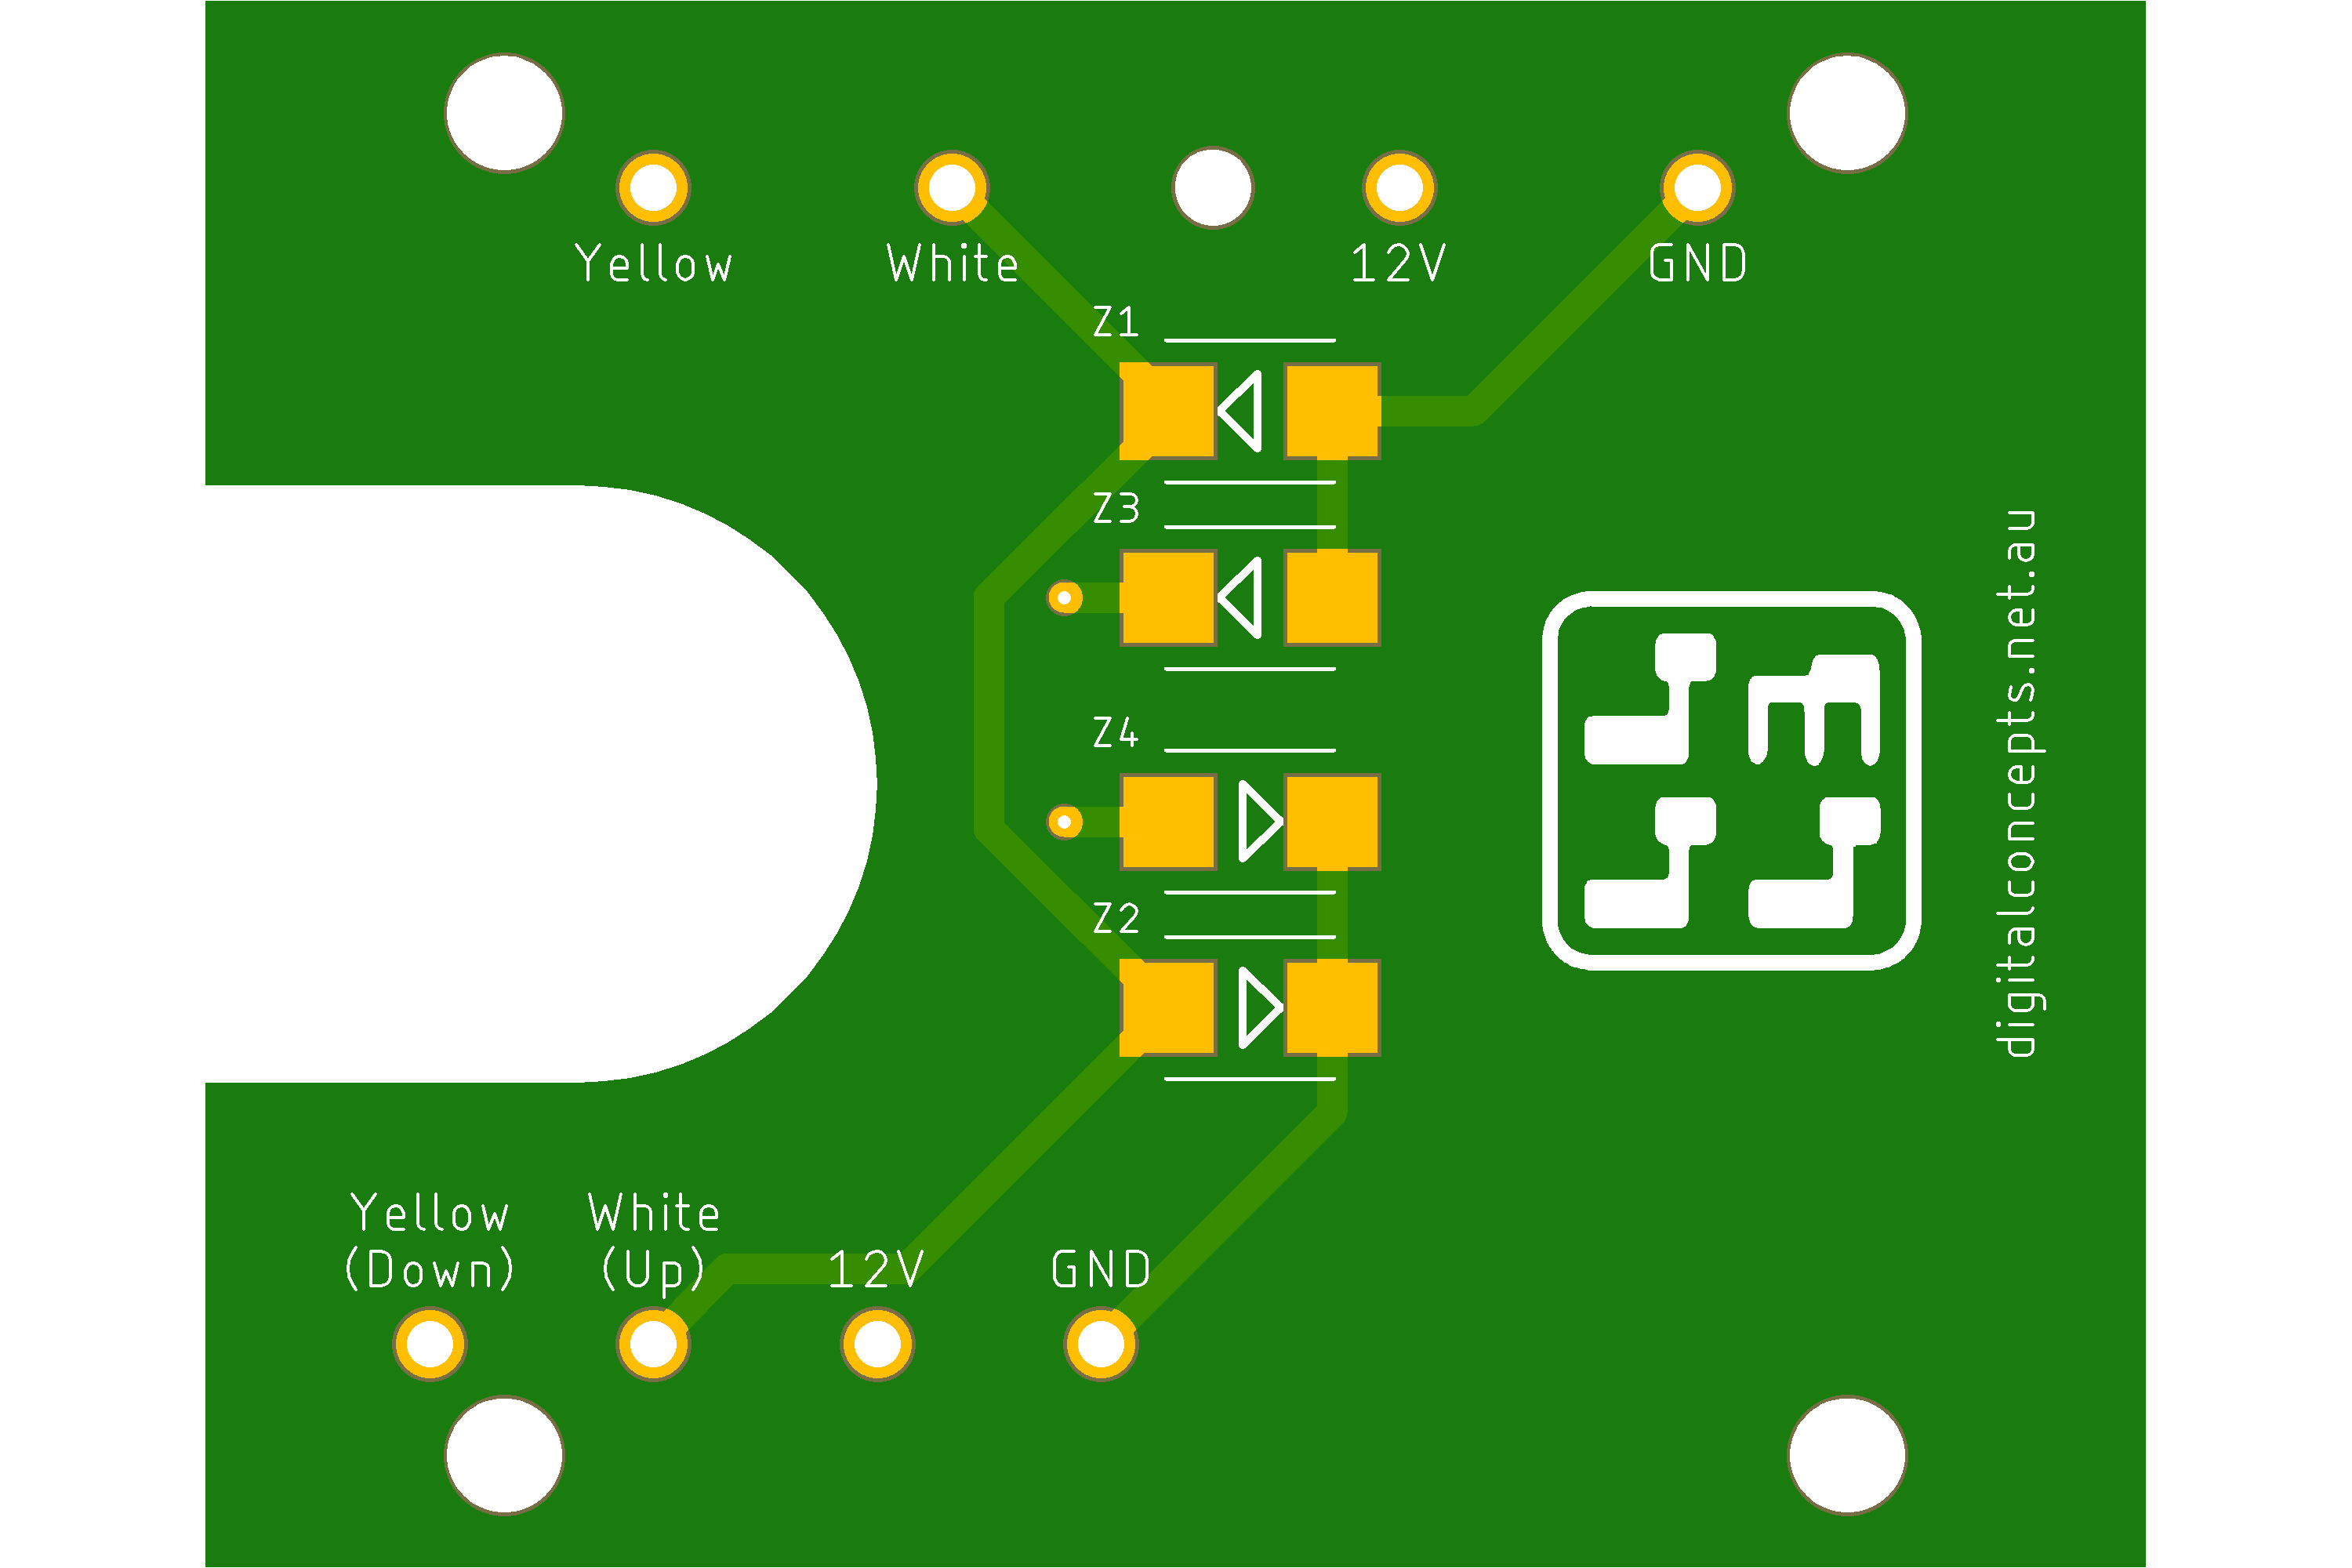 Yellow
White
12V
GND
Z1
Z3
Z4
Z2
digitalconcepts.net.au
Yellow
(Down)
White
(Up)
12V
GND